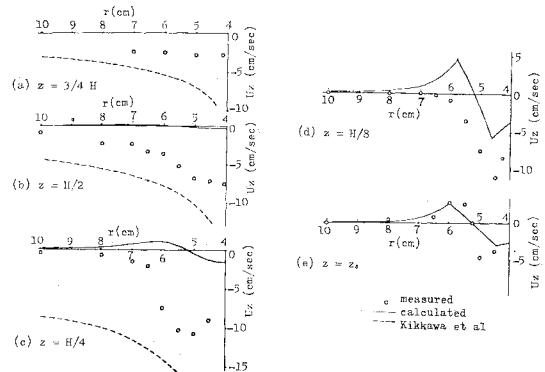 r(cm)
10 9 8 7 6 5 4
0
-5
-10
Uz (cm/sec)
(a) z = 3/4 H
r(cm)
10 9 8 7 6 5 4
0
-5
-10
Uz (cm/sec)
(b) z = H/2
r(cm)
10 9 8 7 6 5 4
0
-5
-10
-15
Uz (cm/sec)
(c) z = H/4
5
0
-5
-10
10 9 8 7 6 5 4
Uz (cm/sec)
(d) z = H/8
10 9 8 7 6 5 4
0
-5
Uz (cm/sec)
(e) z = z₀
o measured
calculated
Kikkawa et al